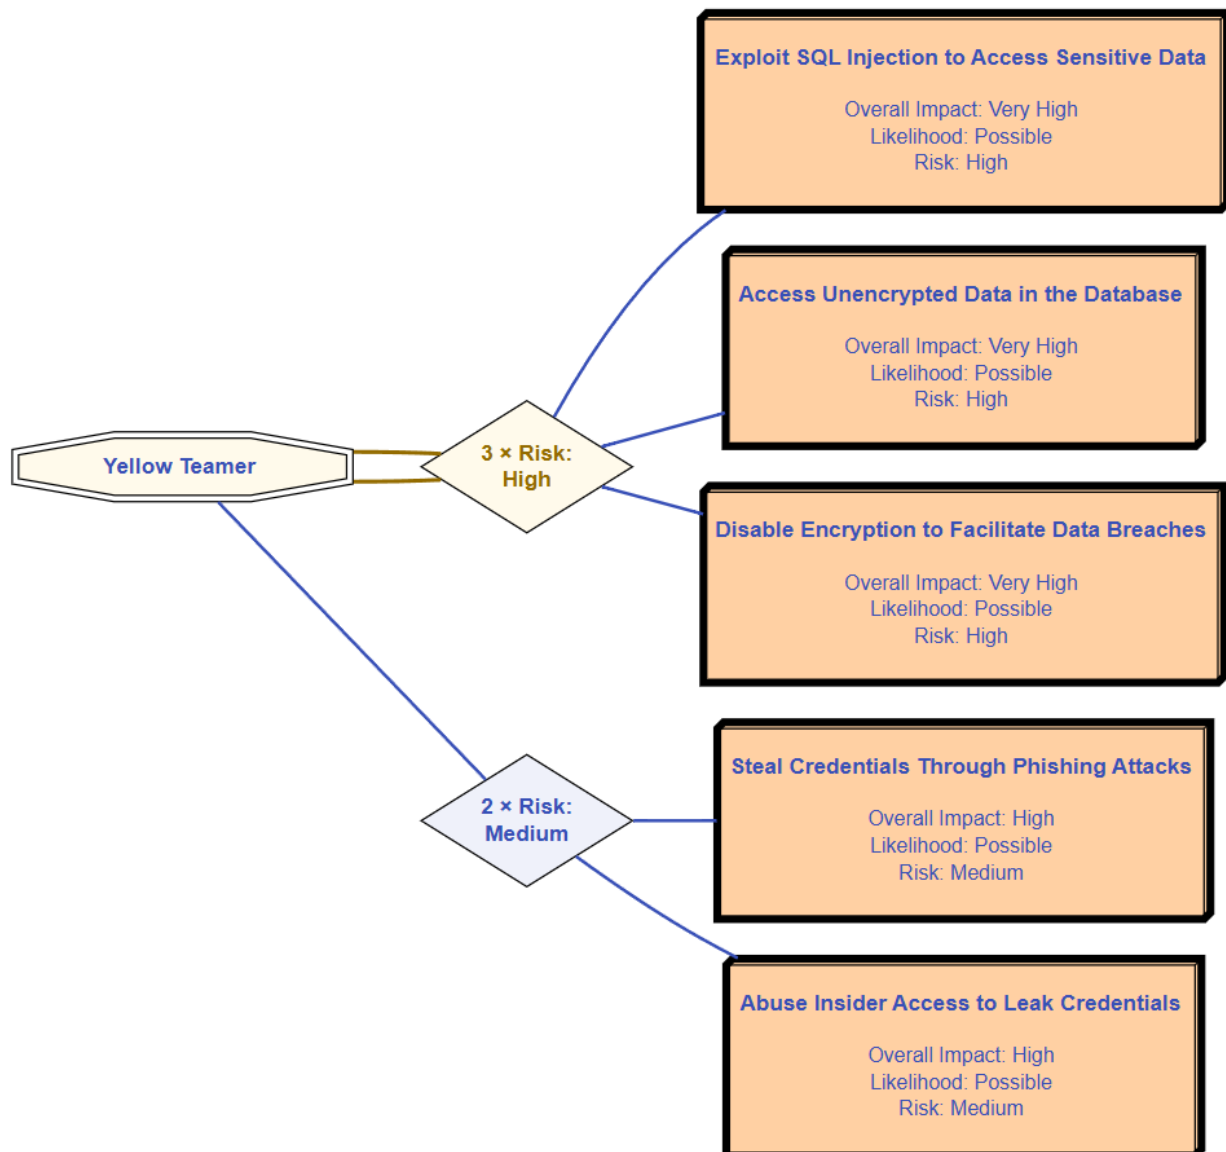 Exploit SQL Injection to Access Sensitive Data
Overall Impact: Very High
Likelihood: Possible
Risk: High
Access Unencrypted Data in the Database
Overall Impact: Very High
Likelihood: Possible
Risk: High
Yellow Teamer
3 × Risk:
High
Disable Encryption to Facilitate Data Breaches
Overall Impact: Very High
Likelihood: Possible
Risk: High
2 × Risk:
Medium
Steal Credentials Through Phishing Attacks
Overall Impact: High
Likelihood: Possible
Risk: Medium
Abuse Insider Access to Leak Credentials
Overall Impact: High
Likelihood: Possible
Risk: Medium